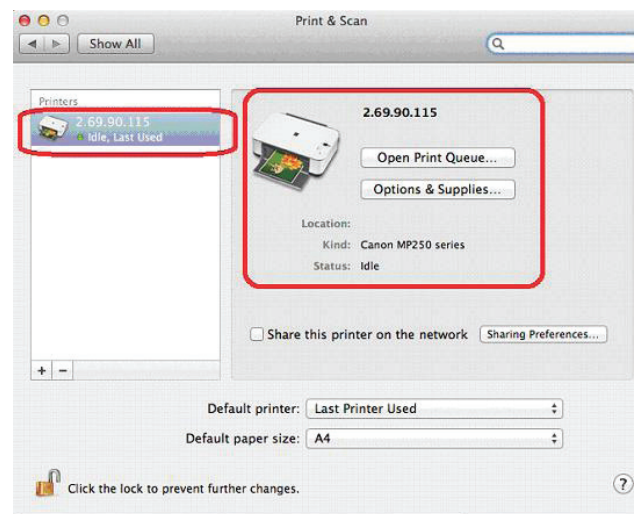 Print & Scan
Show All
Printers
2.69.90.115
Idle, Last Used
2.69.90.115
Open Print Queue...
Options & Supplies...
Location:
Kind: Canon MP250 series
Status: Idle
Share this printer on the network Sharing Preferences...
+ −
Default printer: Last Printer Used
Default paper size: A4
Click the lock to prevent further changes. ?